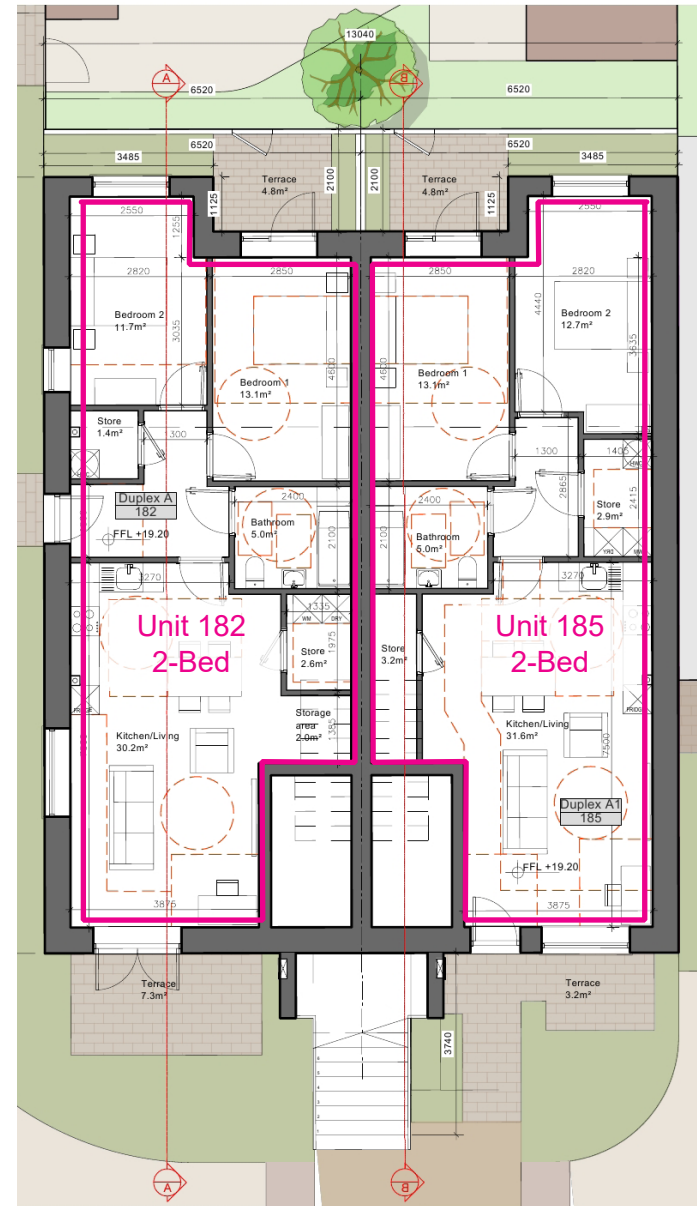 13040
6520
6520
6520
6520
3485
3485
A
B
Terrace
4.8m²
Terrace
4.8m²
2100
2100
1125
1125
2550
2550
1255
2820
2850
2850
2820
Bedroom 2
11.7m²
3035
4440
Bedroom 2
12.7m²
3635
Bedroom 1
13.1m²
4600
4600
Bedroom 1
13.1m²
Store
1.4m²
300
1300
1405
HWC
2865
2415
Store
2.9m²
Duplex A
182
FFL +19.20
2400
2400
Bathroom
5.0m²
2100
2100
Bathroom
5.0m²
3270
3270
Unit 182
2-Bed
Unit 185
2-Bed
1335
WM
DRY
1975
Store
2.6m²
Store
3.2m²
Storage
area
2.0m²
1385
Kitchen/Living
30.2m²
Kitchen/Living
31.6m²
7500
Duplex A1
185
FFL +19.20
3875
3875
Terrace
7.3m²
Terrace
3.2m²
3740
A
B